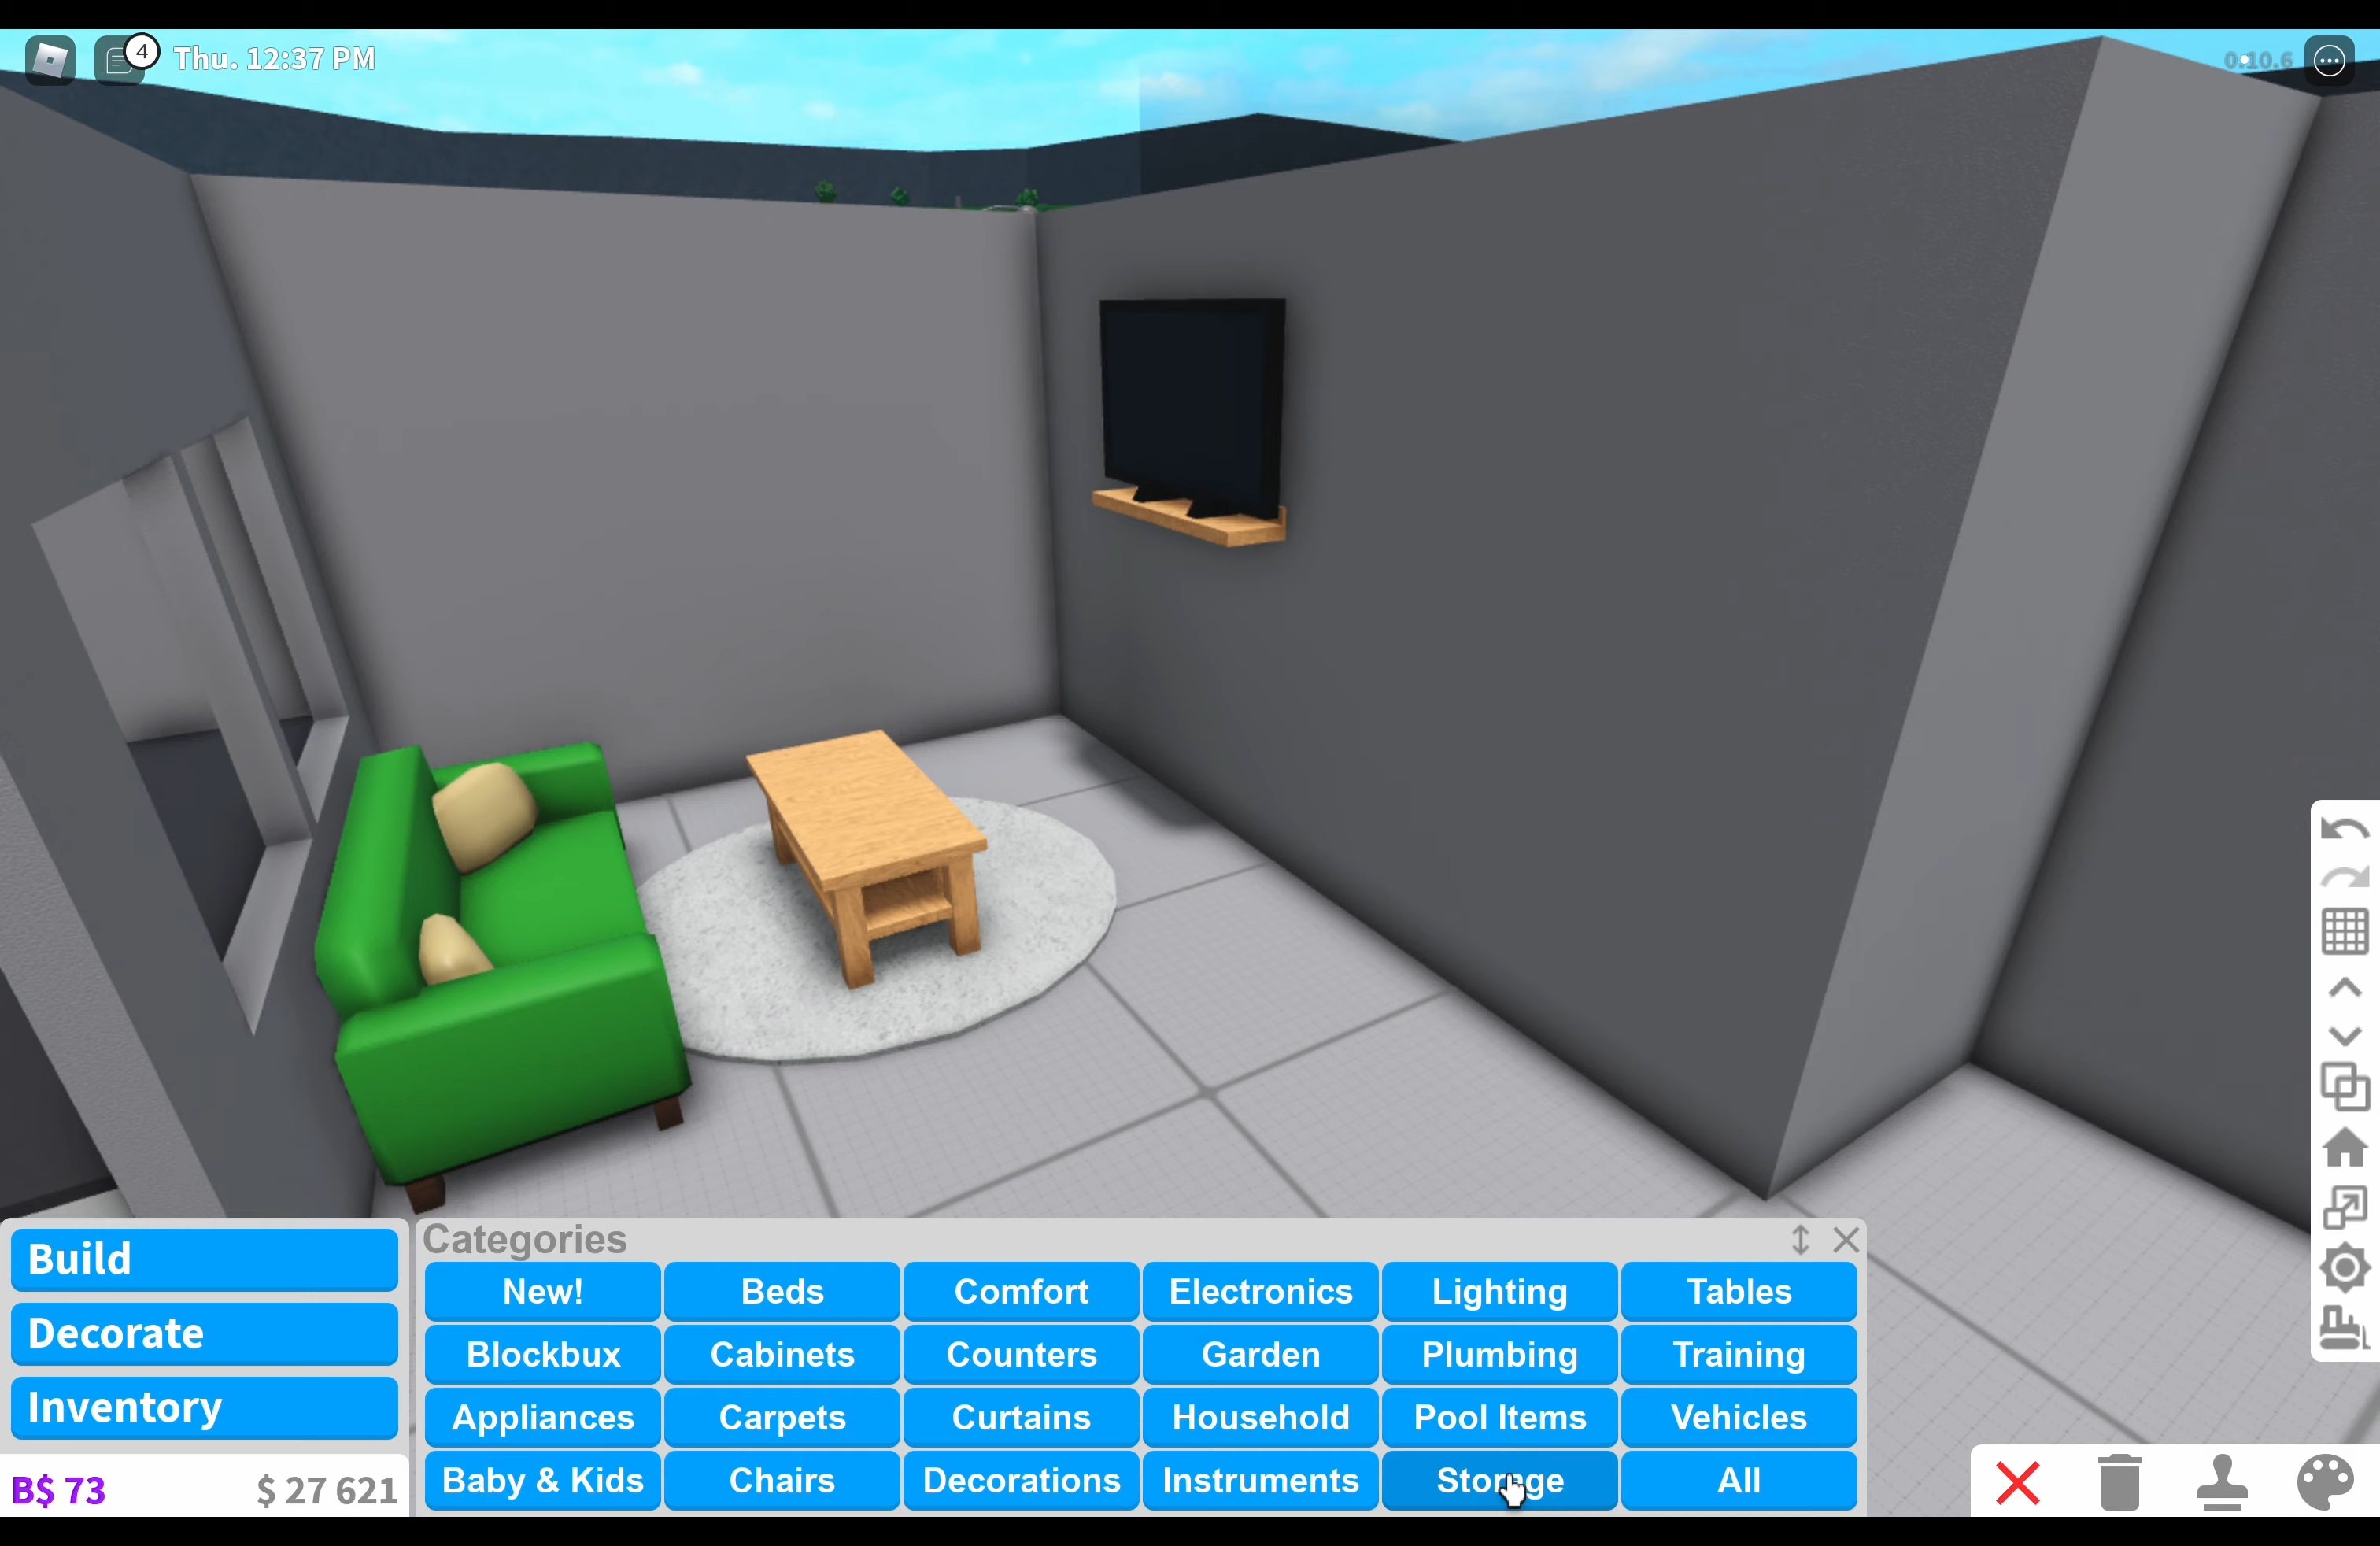 4
Thu. 12:37 PM
0.10.6
Build
Decorate
Inventory
B$ 73
$ 27 621
Categories
New! Beds Comfort Electronics Lighting Tables
Blockbux Cabinets Counters Garden Plumbing Training
Appliances Carpets Curtains Household Pool Items Vehicles
Baby & Kids Chairs Decorations Instruments Storage All